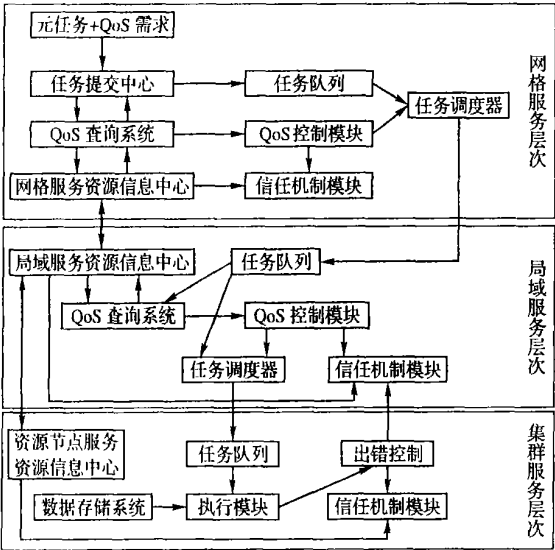 元任务+QoS 需求
任务提交中心
任务队列
任务调度器
QoS 查询系统
QoS 控制模块
网格服务资源信息中心
信任机制模块
网格服务层次
局域服务资源信息中心
任务队列
QoS 查询系统
QoS 控制模块
任务调度器
信任机制模块
局域服务层次
资源节点服务
资源信息中心
任务队列
出错控制
数据存储系统
执行模块
信任机制模块
集群服务层次